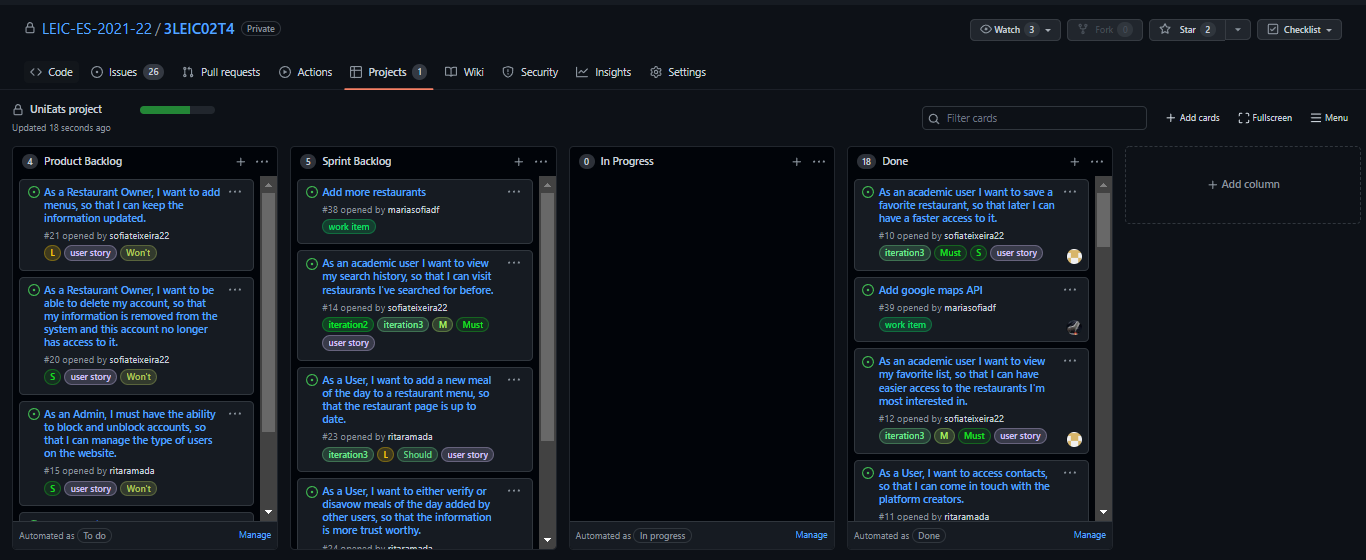 LEIC-ES-2021-22 / 3LEIC02T4 Private
Watch 3 Fork 0 Star 2 Checklist
Code Issues 26 Pull requests Actions Projects 1 Wiki Security Insights Settings
UniEats project
Updated 18 seconds ago
Filter cards
Add cards Fullscreen Menu
4 Product Backlog
As a Restaurant Owner, I want to add
menus, so that I can keep the
information updated.
#21 opened by sofiateixeira22
L user story Won't
As a Restaurant Owner, I want to be
able to delete my account, so that
my information is removed from the
system and this account no longer
has access to it.
#20 opened by sofiateixeira22
S user story Won't
As an Admin, I must have the ability
to block and unblock accounts, so
that I can manage the type of users
on the website.
#15 opened by ritaramada
S user story Won't
Automated as To do Manage
5 Sprint Backlog
Add more restaurants
#38 opened by mariasofiadf
work item
As an academic user I want to view
my search history, so that I can visit
restaurants I've searched for before.
#14 opened by sofiateixeira22
iteration2 iteration3 M Must
user story
As a User, I want to add a new meal
of the day to a restaurant menu, so
that the restaurant page is up to
date.
#23 opened by ritaramada
iteration3 L Should user story
As a User, I want to either verify or
disavow meals of the day added by
other users, so that the information
is more trust worthy.
#24 opened by ritaramada
0 In Progress
Automated as In progress Manage
18 Done
As an academic user I want to save a
favorite restaurant, so that later I can
have a faster access to it.
#10 opened by sofiateixeira22
iteration3 Must S user story
Add google maps API
#39 opened by mariasofiadf
work item
As an academic user I want to view
my favorite list, so that I can have
easier access to the restaurants I'm
most interested in.
#12 opened by sofiateixeira22
iteration3 M Must user story
As a User, I want to access contacts,
so that I can come in touch with the
platform creators.
#11 opened by ritaramada
Automated as Done Manage
Add column